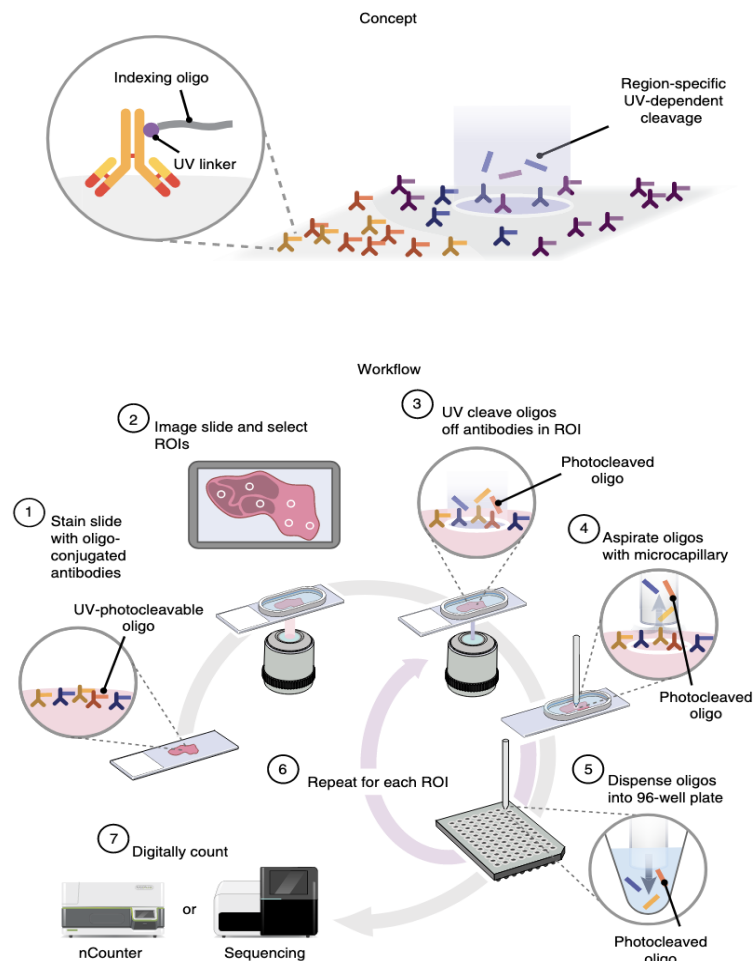 Concept
Indexing oligo
UV linker
Region-specific
UV-dependent
cleavage
Workflow
1
Stain slide
with oligo-
conjugated
antibodies
UV-photocleavable
oligo
2
Image slide and select
ROIs
3
UV cleave oligos
off antibodies in ROI
Photocleaved
oligo
4
Aspirate oligos
with microcapillary
Photocleaved
oligo
5
Dispense oligos
into 96-well plate
Photocleaved
oligo
6
Repeat for each ROI
7
Digitally count
nCounter
or
Sequencing